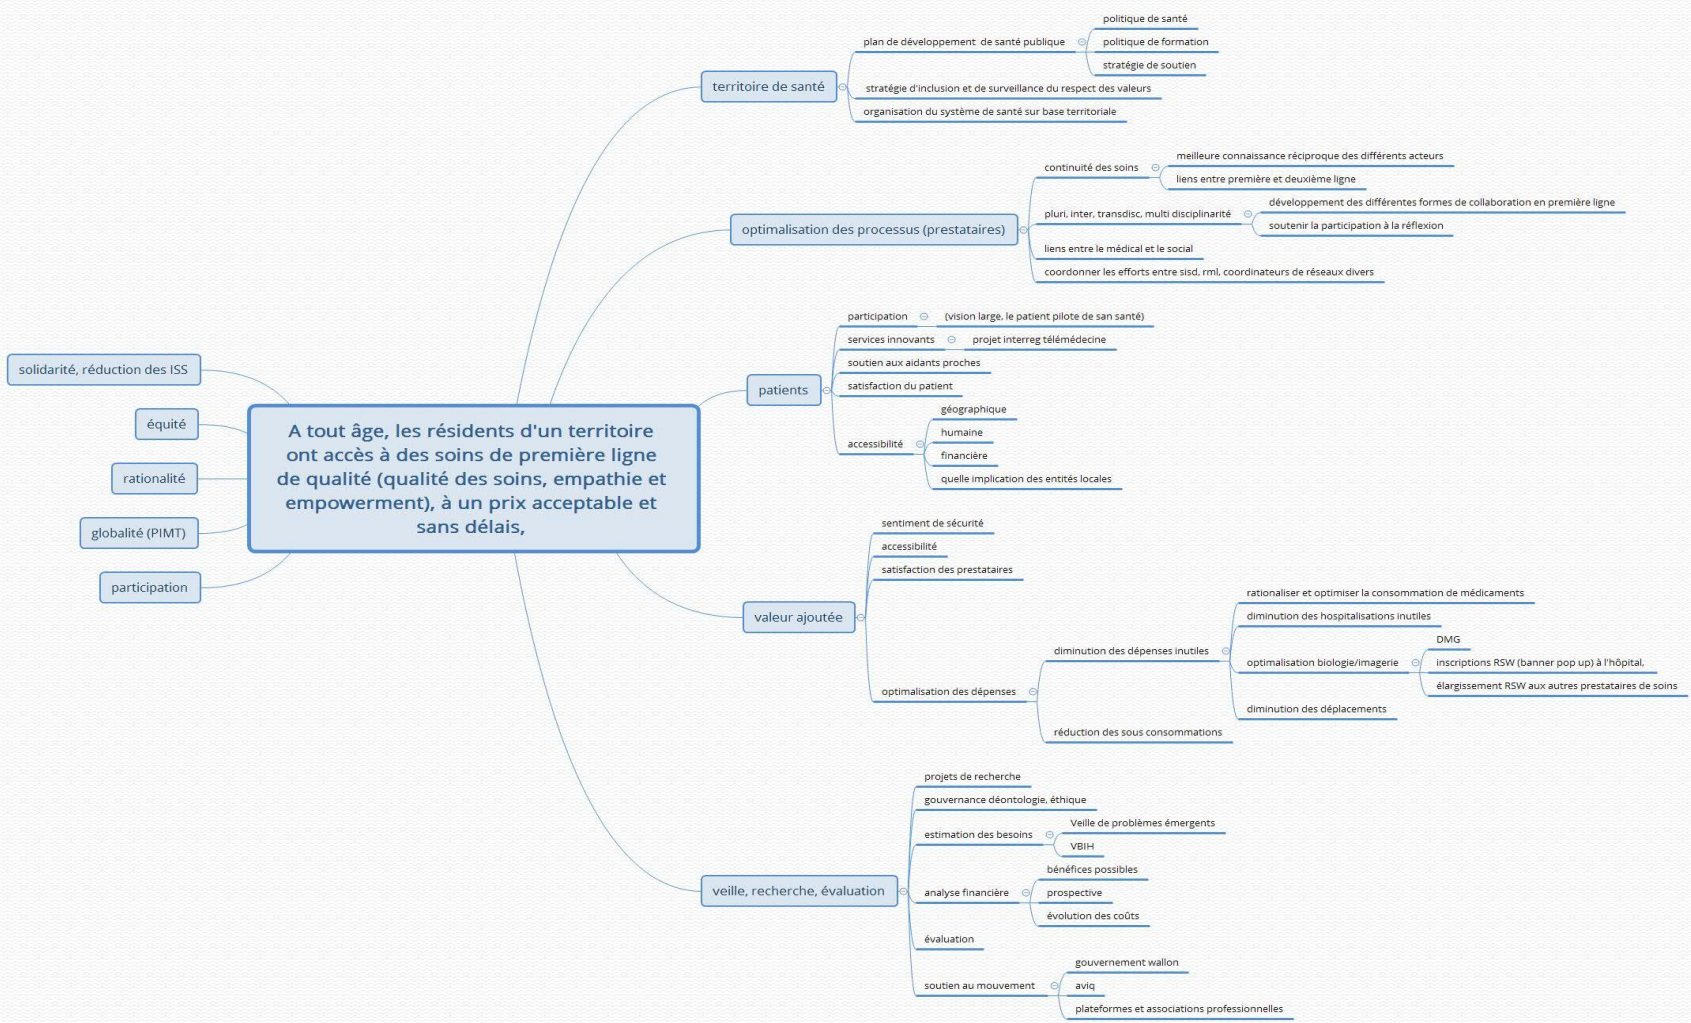 solidarité, réduction des ISS
équité
rationalité
globalité (PIMT)
participation
A tout âge, les résidents d'un territoire
ont accès à des soins de première ligne
de qualité (qualité des soins, empathie et
empowerment), à un prix acceptable et
sans délais,
territoire de santé
plan de développement de santé publique
politique de santé
politique de formation
stratégie de soutien
stratégie d'inclusion et de surveillance du respect des valeurs
organisation du système de santé sur base territoriale
optimalisation des processus (prestataires)
continuité des soins
meilleure connaissance réciproque des différents acteurs
liens entre première et deuxième ligne
pluri, inter, transdisc, multi disciplinarité
développement des différentes formes de collaboration en première ligne
soutenir la participation à la réflexion
liens entre le médical et le social
coordonner les efforts entre sisd, rml, coordinateurs de réseaux divers
patients
participation
(vision large, le patient pilote de san santé)
services innovants
projet interreg télémédecine
soutien aux aidants proches
satisfaction du patient
accessibilité
géographique
humaine
financière
quelle implication des entités locales
valeur ajoutée
sentiment de sécurité
accessibilité
satisfaction des prestataires
optimalisation des dépenses
diminution des dépenses inutiles
rationaliser et optimiser la consommation de médicaments
diminution des hospitalisations inutiles
optimalisation biologie/imagerie
DMG
inscriptions RSW (banner pop up) à l'hôpital,
élargissement RSW aux autres prestataires de soins
diminution des déplacements
réduction des sous consommations
veille, recherche, évaluation
projets de recherche
gouvernance déontologie, éthique
estimation des besoins
Veille de problèmes émergents
VBIH
analyse financière
bénéfices possibles
prospective
évolution des coûts
évaluation
soutien au mouvement
gouvernement wallon
aviq
plateformes et associations professionnelles